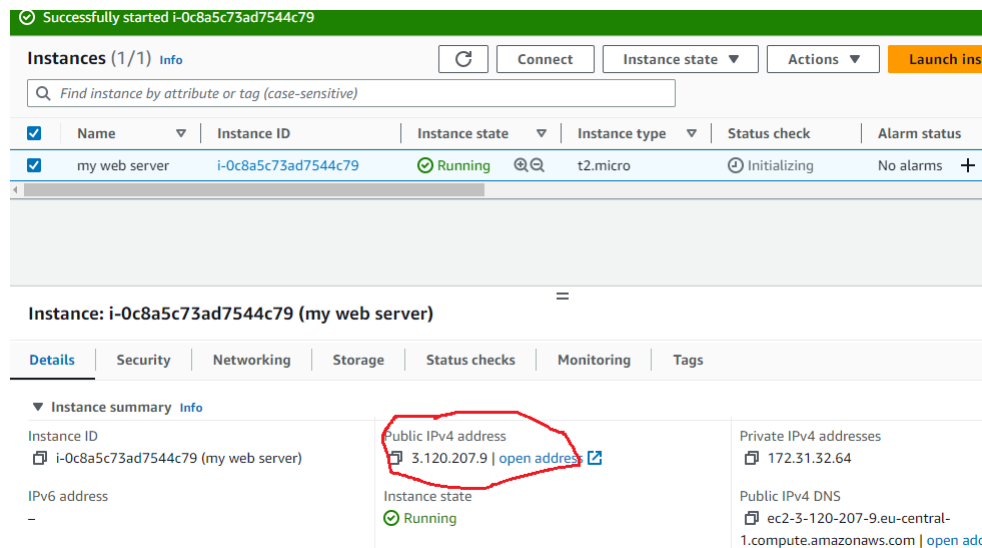 Successfully started i-0c8a5c73ad7544c79
Instances (1/1) Info
Connect
Instance state
Actions
Launch ins
Find instance by attribute or tag (case-sensitive)
Name Instance ID Instance state Instance type Status check Alarm status
my web server i-0c8a5c73ad7544c79 Running t2.micro Initializing No alarms +
Instance: i-0c8a5c73ad7544c79 (my web server)
Details Security Networking Storage Status checks Monitoring Tags
Instance summary Info
Instance ID
i-0c8a5c73ad7544c79 (my web server)
Public IPv4 address
3.120.207.9 | open address
Private IPv4 addresses
172.31.32.64
IPv6 address
–
Instance state
Running
Public IPv4 DNS
ec2-3-120-207-9.eu-central-
1.compute.amazonaws.com | open add